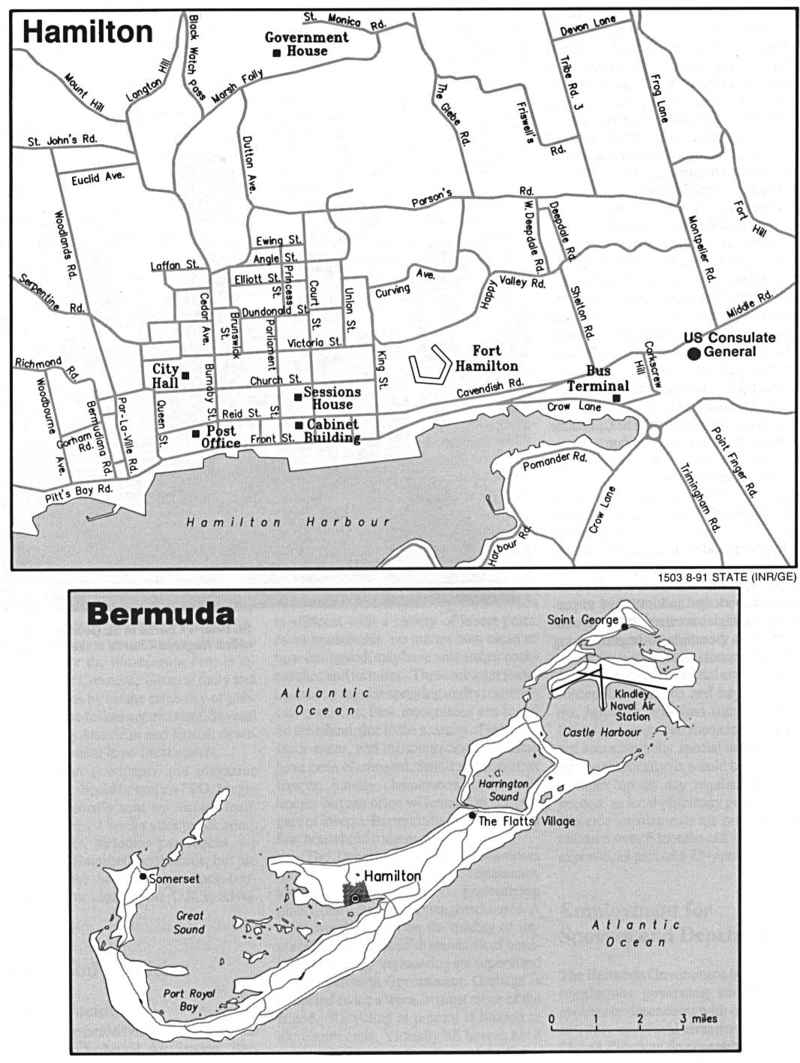 Hamilton
St. Monica Rd.
Government
House
Black Watch Pass
Langton Hill
Mount Hill
Marsh Folly
Devon Lane
Tribe Rd. 3
Frog Lane
The Glebe Rd.
Friswell's
Rd.
St. John's Rd.
Euclid Ave.
Dutton Ave.
Parson's
Rd.
Woodlands Rd.
W. Deepdale Rd.
Deepdale Rd.
Montpelier Rd.
Fort Hill
Ewing St.
Angle St.
Laffan St.
Elliott St.
Princess
St.
Court
St.
Union St.
Curving
Ave.
Happy
Valley Rd.
Serpentine Rd.
Cedar
Ave.
Brunswick
St.
Dundonald St.
Parliament
St.
Victoria St.
Shelton Rd.
Middle Rd.
US Consulate
General
Richmond
Rd.
City
Hall
Burnaby St.
Church St.
King St.
Fort
Hamilton
Bus
Terminal
Corkscrew
Hill
Woodbourne
Ave.
Bermudiana Rd.
Par-La-Ville Rd.
Queen St.
Sessions
House
Cavendish Rd.
Crow Lane
Reid St.
Gorham
Rd.
Post
Office
Front St.
Cabinet
Building
Pitt's Bay Rd.
Pomander Rd.
Point Finger Rd.
Trimingham Rd.
Crow Lane
Harbour Rd.
Hamilton Harbour
1503 8-91 STATE (INR/GE)
Bermuda
Saint George
Atlantic
Ocean
Kindley
Naval Air
Station
Castle Harbour
Harrington
Sound
The Flatts Village
Somerset
Hamilton
Great
Sound
Atlantic
Ocean
Port Royal
Bay
0 1 2 3 miles